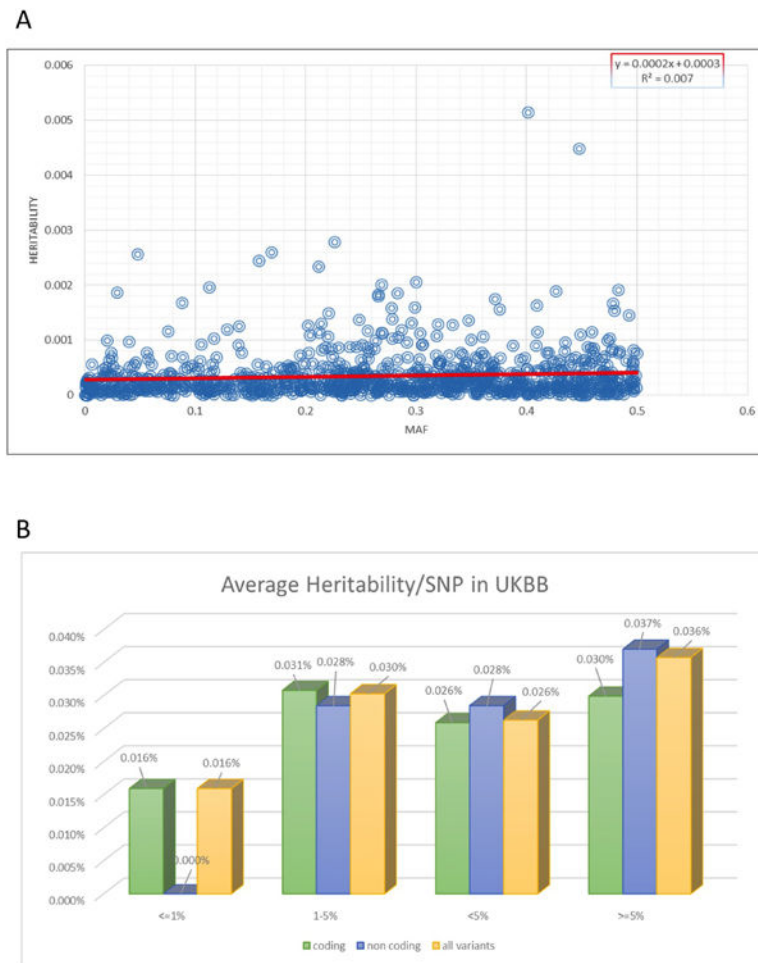 A
y = 0.0002x + 0.0003
R² = 0.007
0.006
0.005
0.004
0.003
0.002
0.001
0
HERITABILITY
0 0.1 0.2 0.3 0.4 0.5 0.6
MAF
B
Average Heritability/SNP in UKBB
0.040%
0.035%
0.030%
0.025%
0.020%
0.015%
0.010%
0.005%
0.000%
0.016% 0.000% 0.016%
0.031% 0.028% 0.030%
0.026% 0.028% 0.026%
0.030% 0.037% 0.036%
<=1% 1-5% <5% >=5%
coding non coding all variants